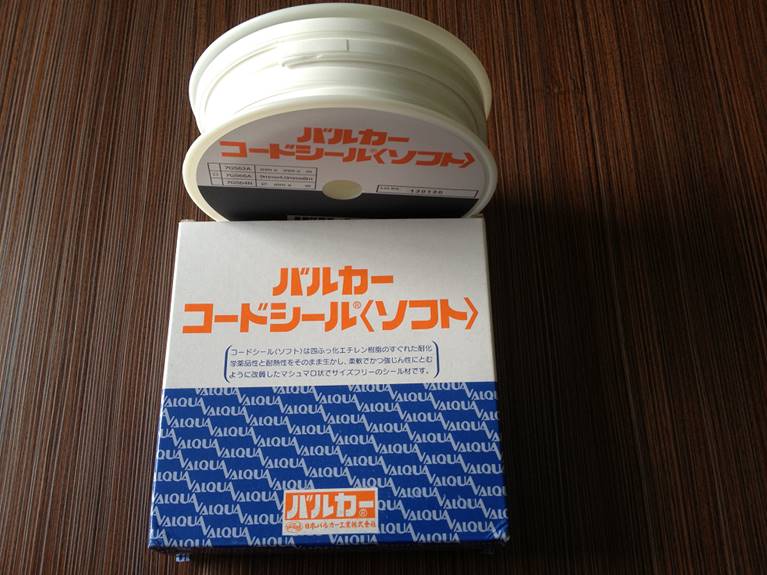 バルカー
コードシール〈ソフト〉
7G562A
7G566A
7G564N
LOT.No.
バルカー
コードシール®〈ソフト〉
コードシール〈ソフト〉は四ふっ化エチレン樹脂のすぐれた耐化
学薬品性と耐熱性をそのまま生かし、柔軟でかつ強じん性にとむ
ように改質したマシュマロ状でサイズフリーのシール材です。
VALQUA
バルカー®
日本バルカー工業株式会社